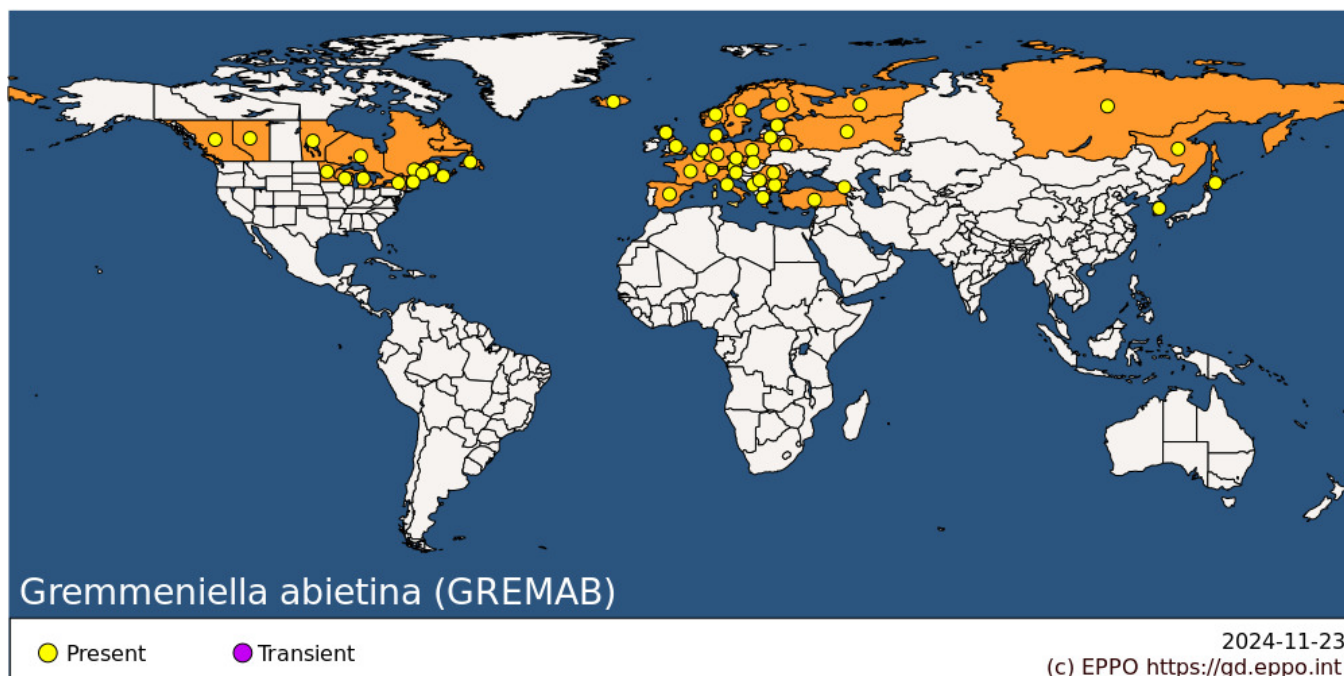 Gremmeniella abietina (GREMAB)
Present
Transient
2024-11-23
(c) EPPO https://gd.eppo.int